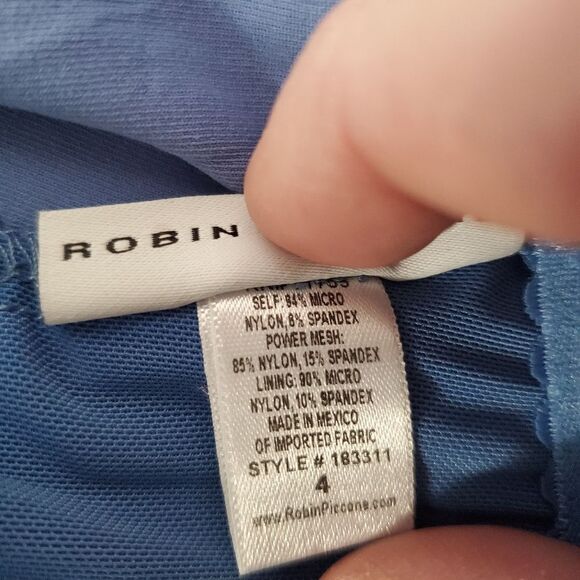 ROBIN
SELF: 94% MICRO
NYLON, 6% SPANDEX
POWER MESH:
85% NYLON, 15% SPANDEX
LINING: 90% MICRO
NYLON, 10% SPANDEX
MADE IN MEXICO
OF IMPORTED FABRIC
STYLE # 183311
4
www.RobinPiccone.com